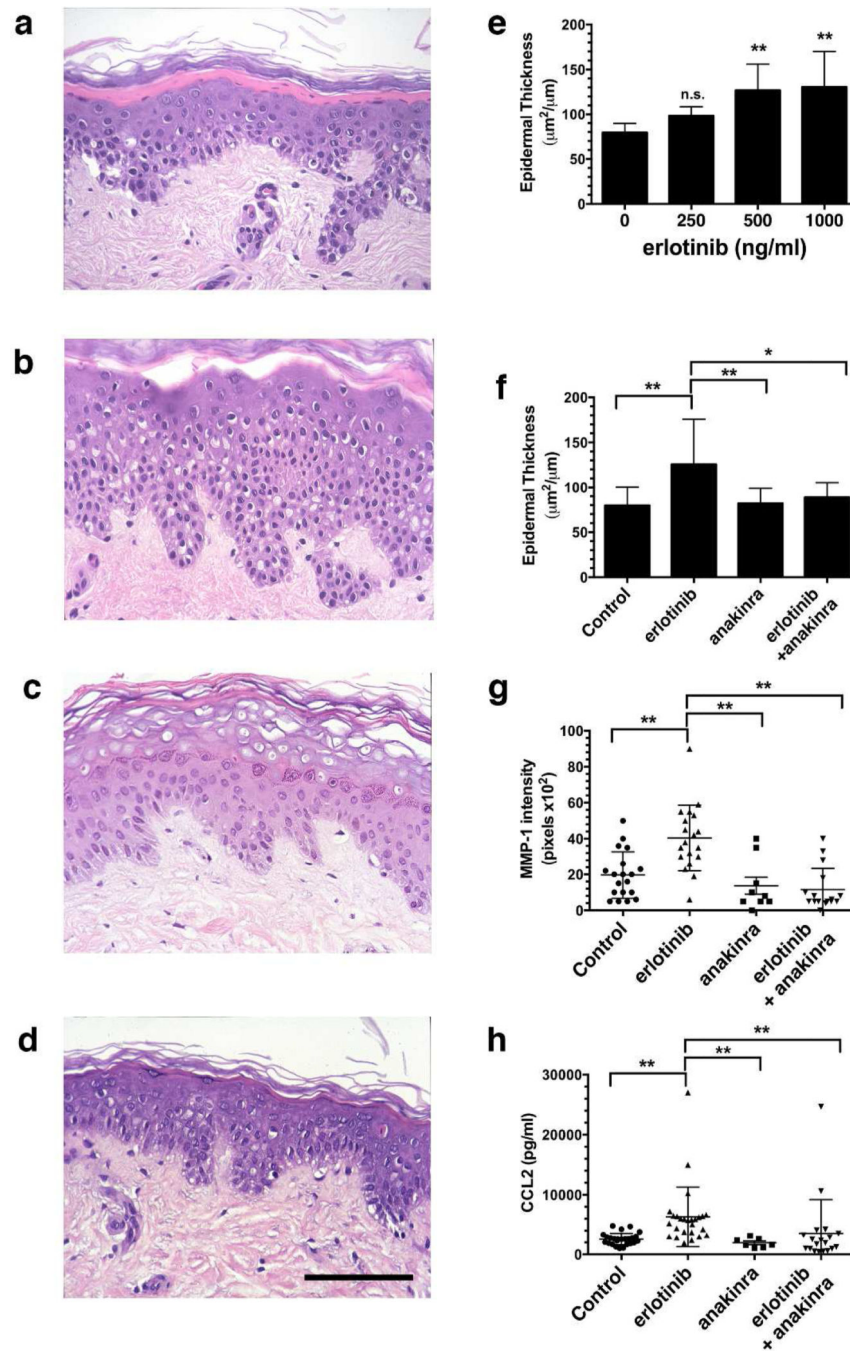 a
b
c
d
e
200
150
100
50
0
Epidermal Thickness
(μm²/μm)
n.s.
**
**
0 250 500 1000
erlotinib (ng/ml)
f
200
150
100
50
0
Epidermal Thickness
(μm²/μm)
*
**
**
Control
erlotinib
anakinra
erlotinib
+anakinra
g
100
80
60
40
20
0
MMP-1 intensity
(pixels x10²)
**
**
**
Control
erlotinib
anakinra
erlotinib
+ anakinra
h
30000
20000
10000
0
CCL2 (pg/ml)
**
**
**
Control
erlotinib
anakinra
erlotinib
+ anakinra